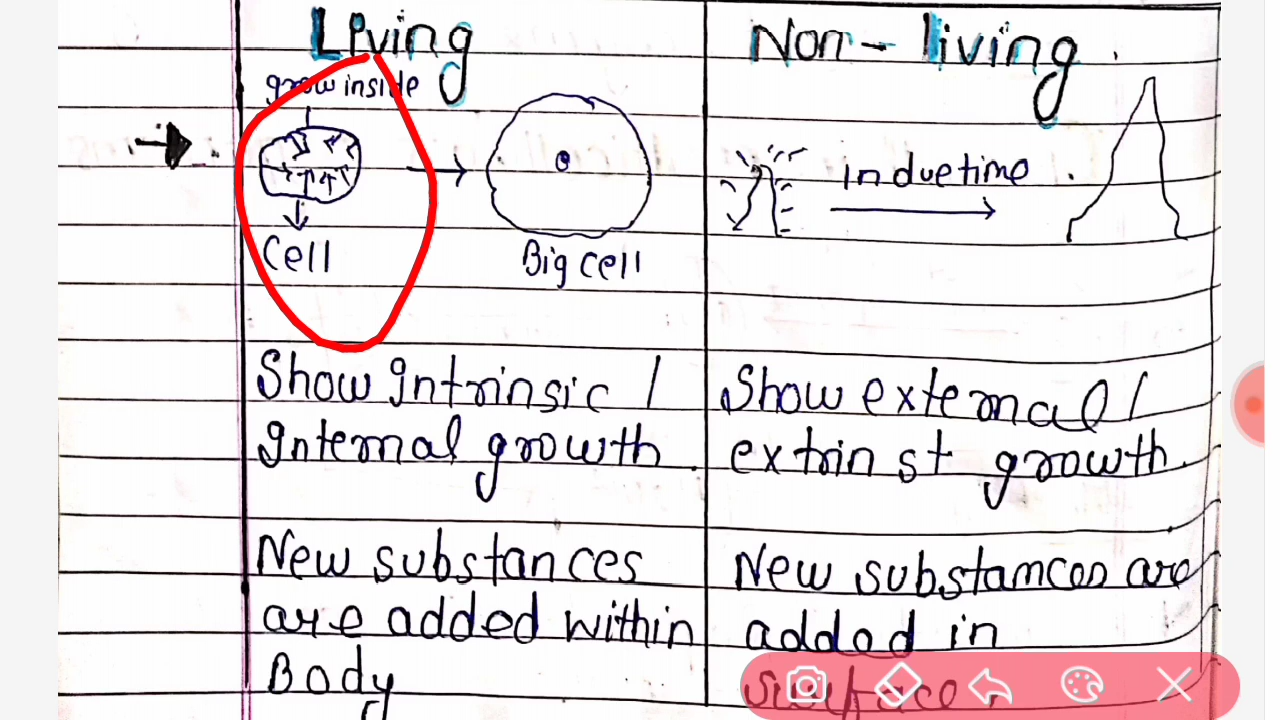 Living
Non-living.
grow inside
Cell
Big cell
in due time
Show intrinsic /
Internal growth.
Show external /
extrinst growth.
New substances
are added within
Body
New substances are
added in
surface.